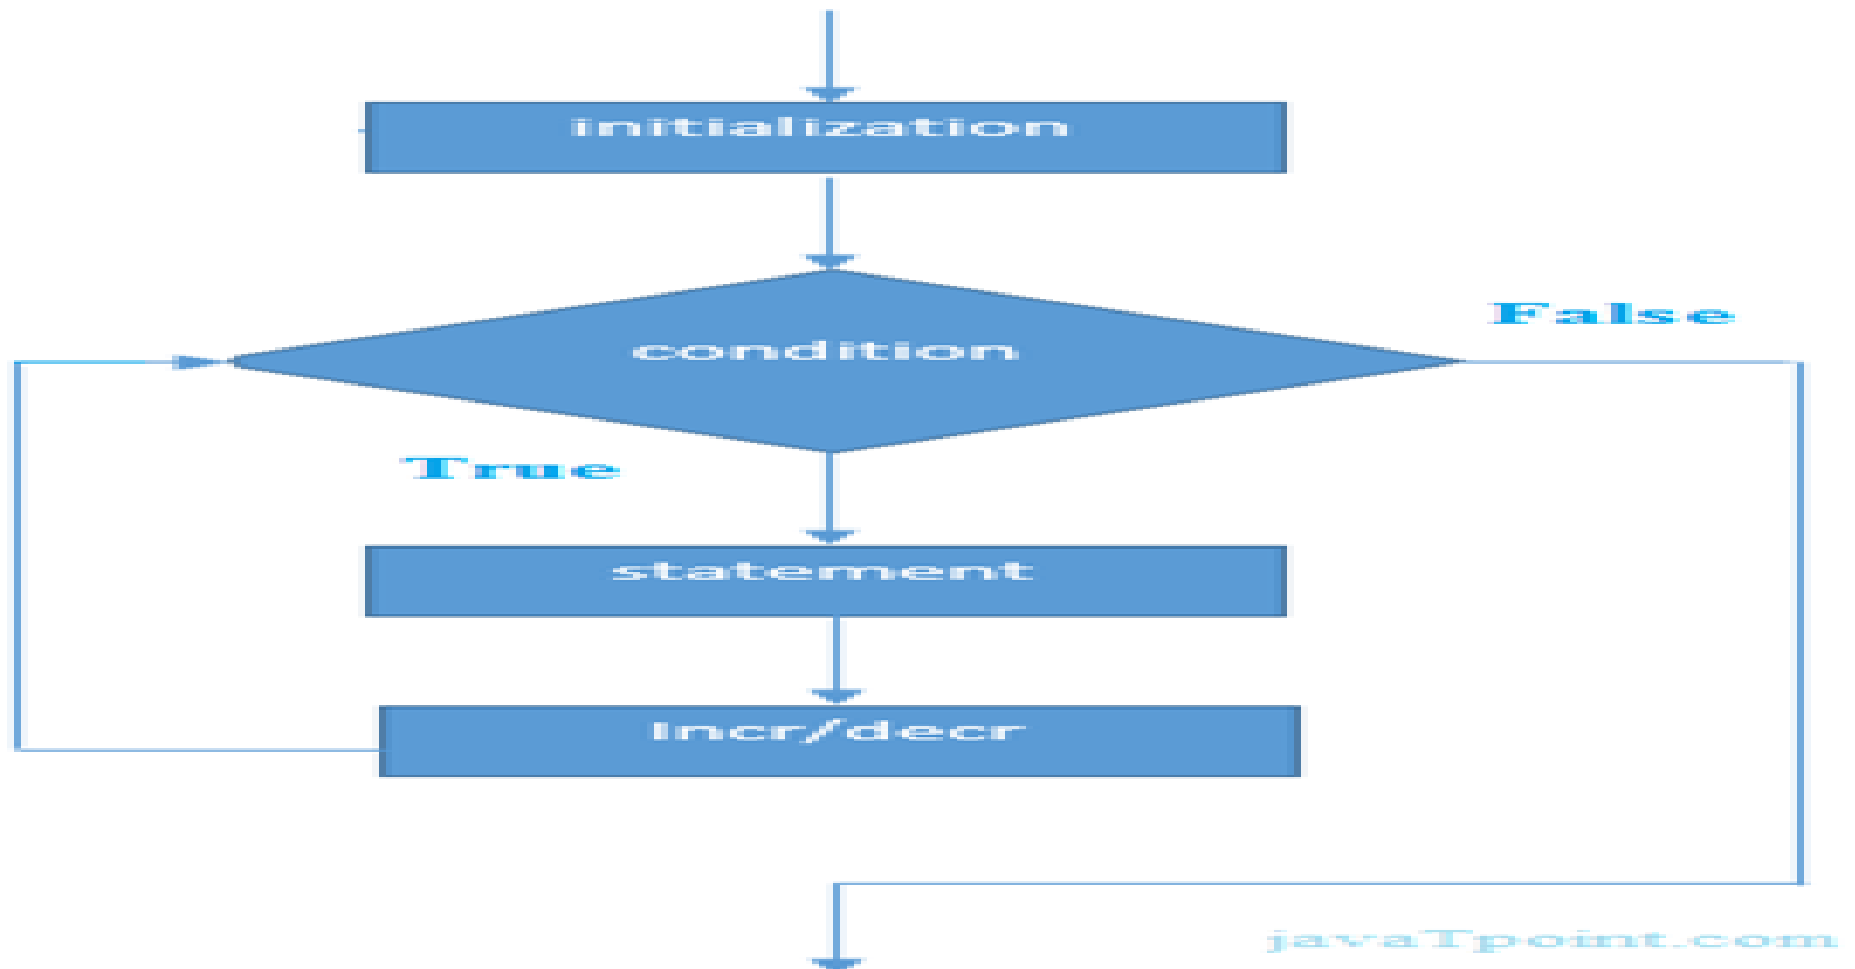 initialization
condition
False
True
statement
Incr/decr
javaTpoint.com